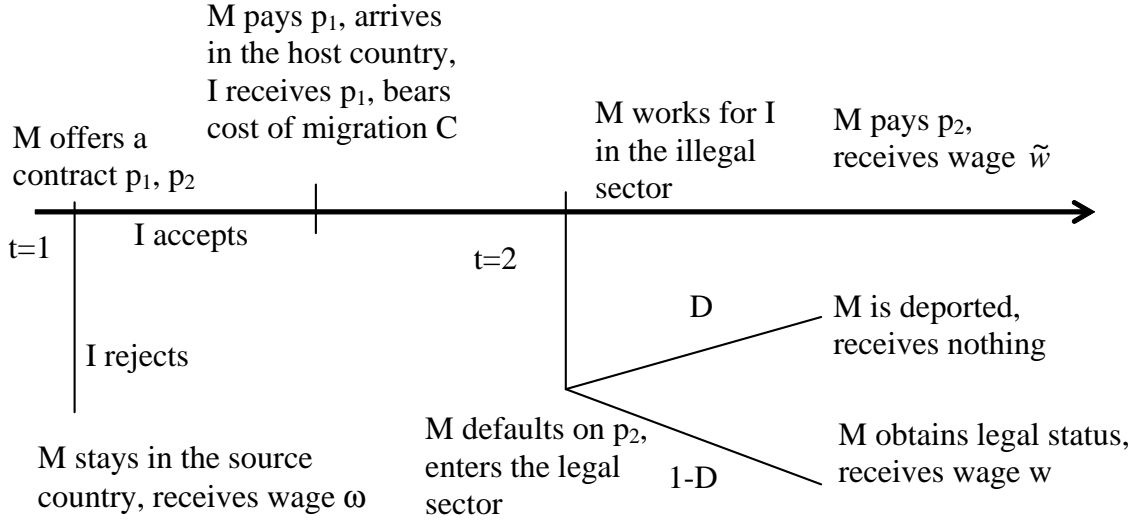 M pays p₁, arrives
in the host country,
I receives p₁, bears
cost of migration C
M offers a
contract p₁, p₂
M works for I
in the illegal
sector
M pays p₂,
receives wage w̃
t=1
I accepts
t=2
I rejects
D
M is deported,
receives nothing
M stays in the source
country, receives wage ω
M defaults on p₂,
enters the legal
sector
1-D
M obtains legal status,
receives wage w